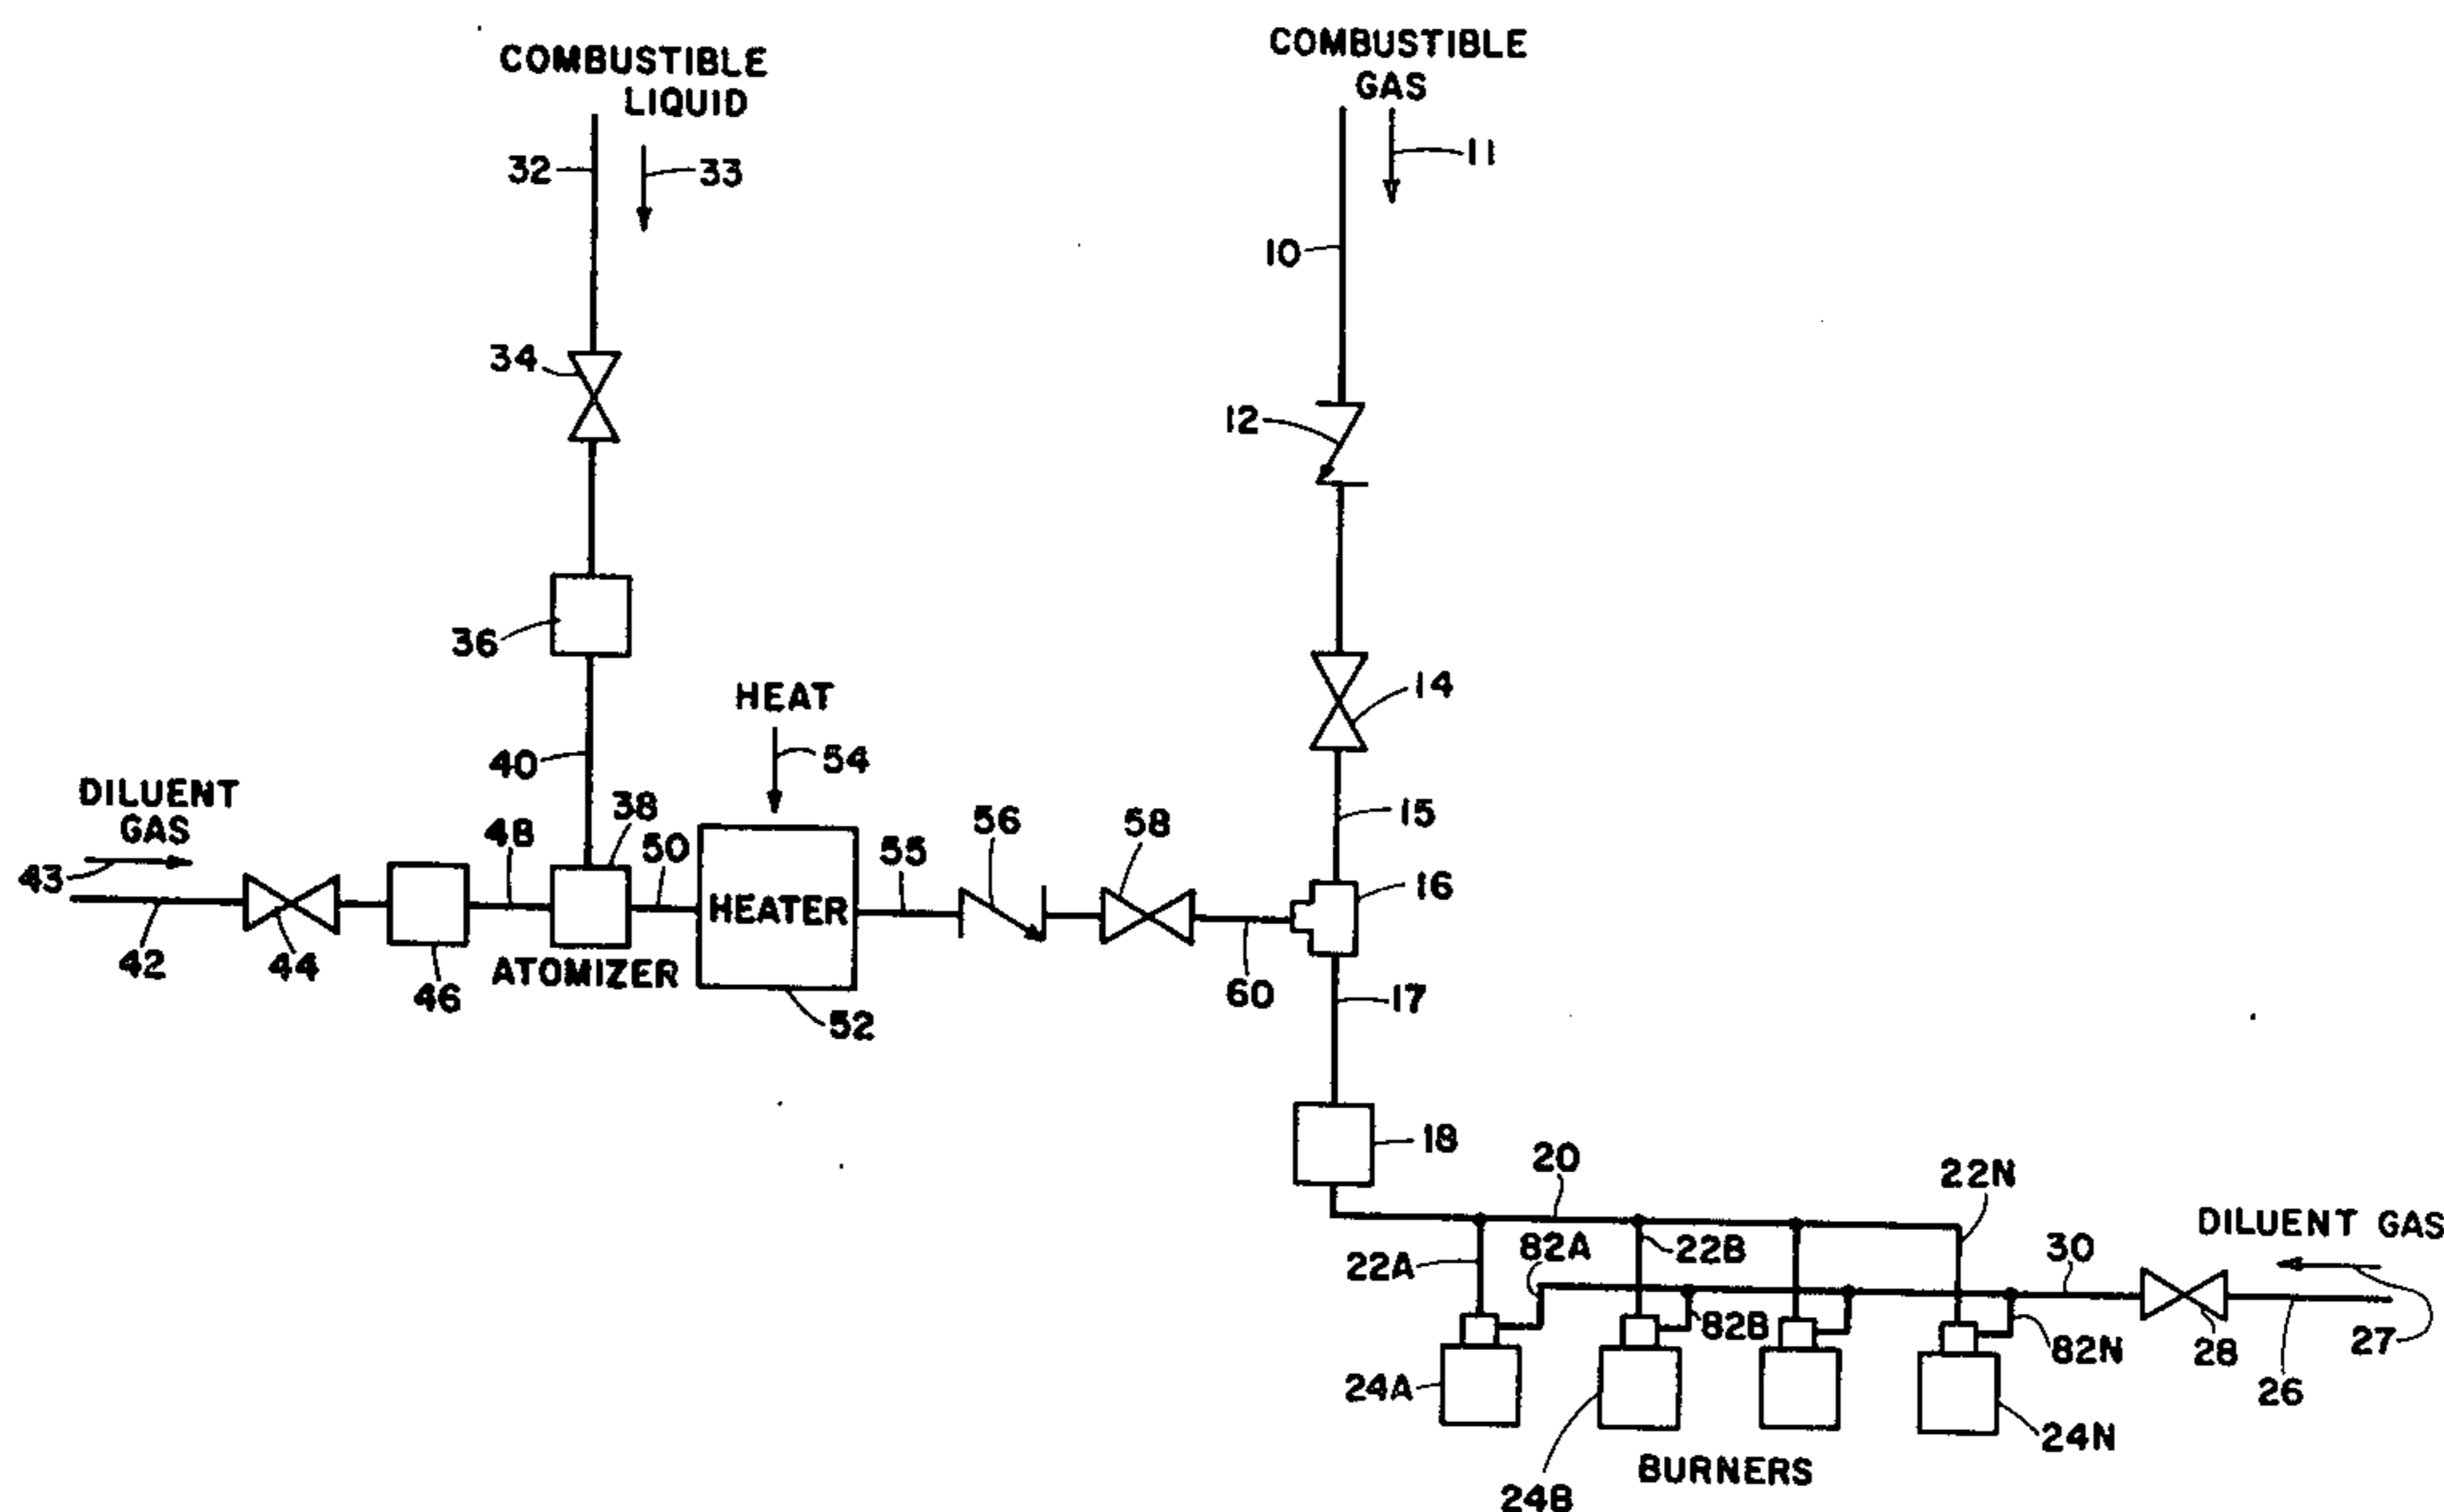 COMBUSTIBLE
LIQUID
COMBUSTIBLE
GAS
32
33
11
10
34
12
36
14
HEAT
54
40
DILUENT
GAS
43
42
44
46
48
38
50
ATOMIZER
HEATER
52
55
56
58
60
15
16
17
18
20
22N
22A
82A
22B
30
DILUENT GAS
82B
82N
28
26
27
24A
24B
24N
BURNERS